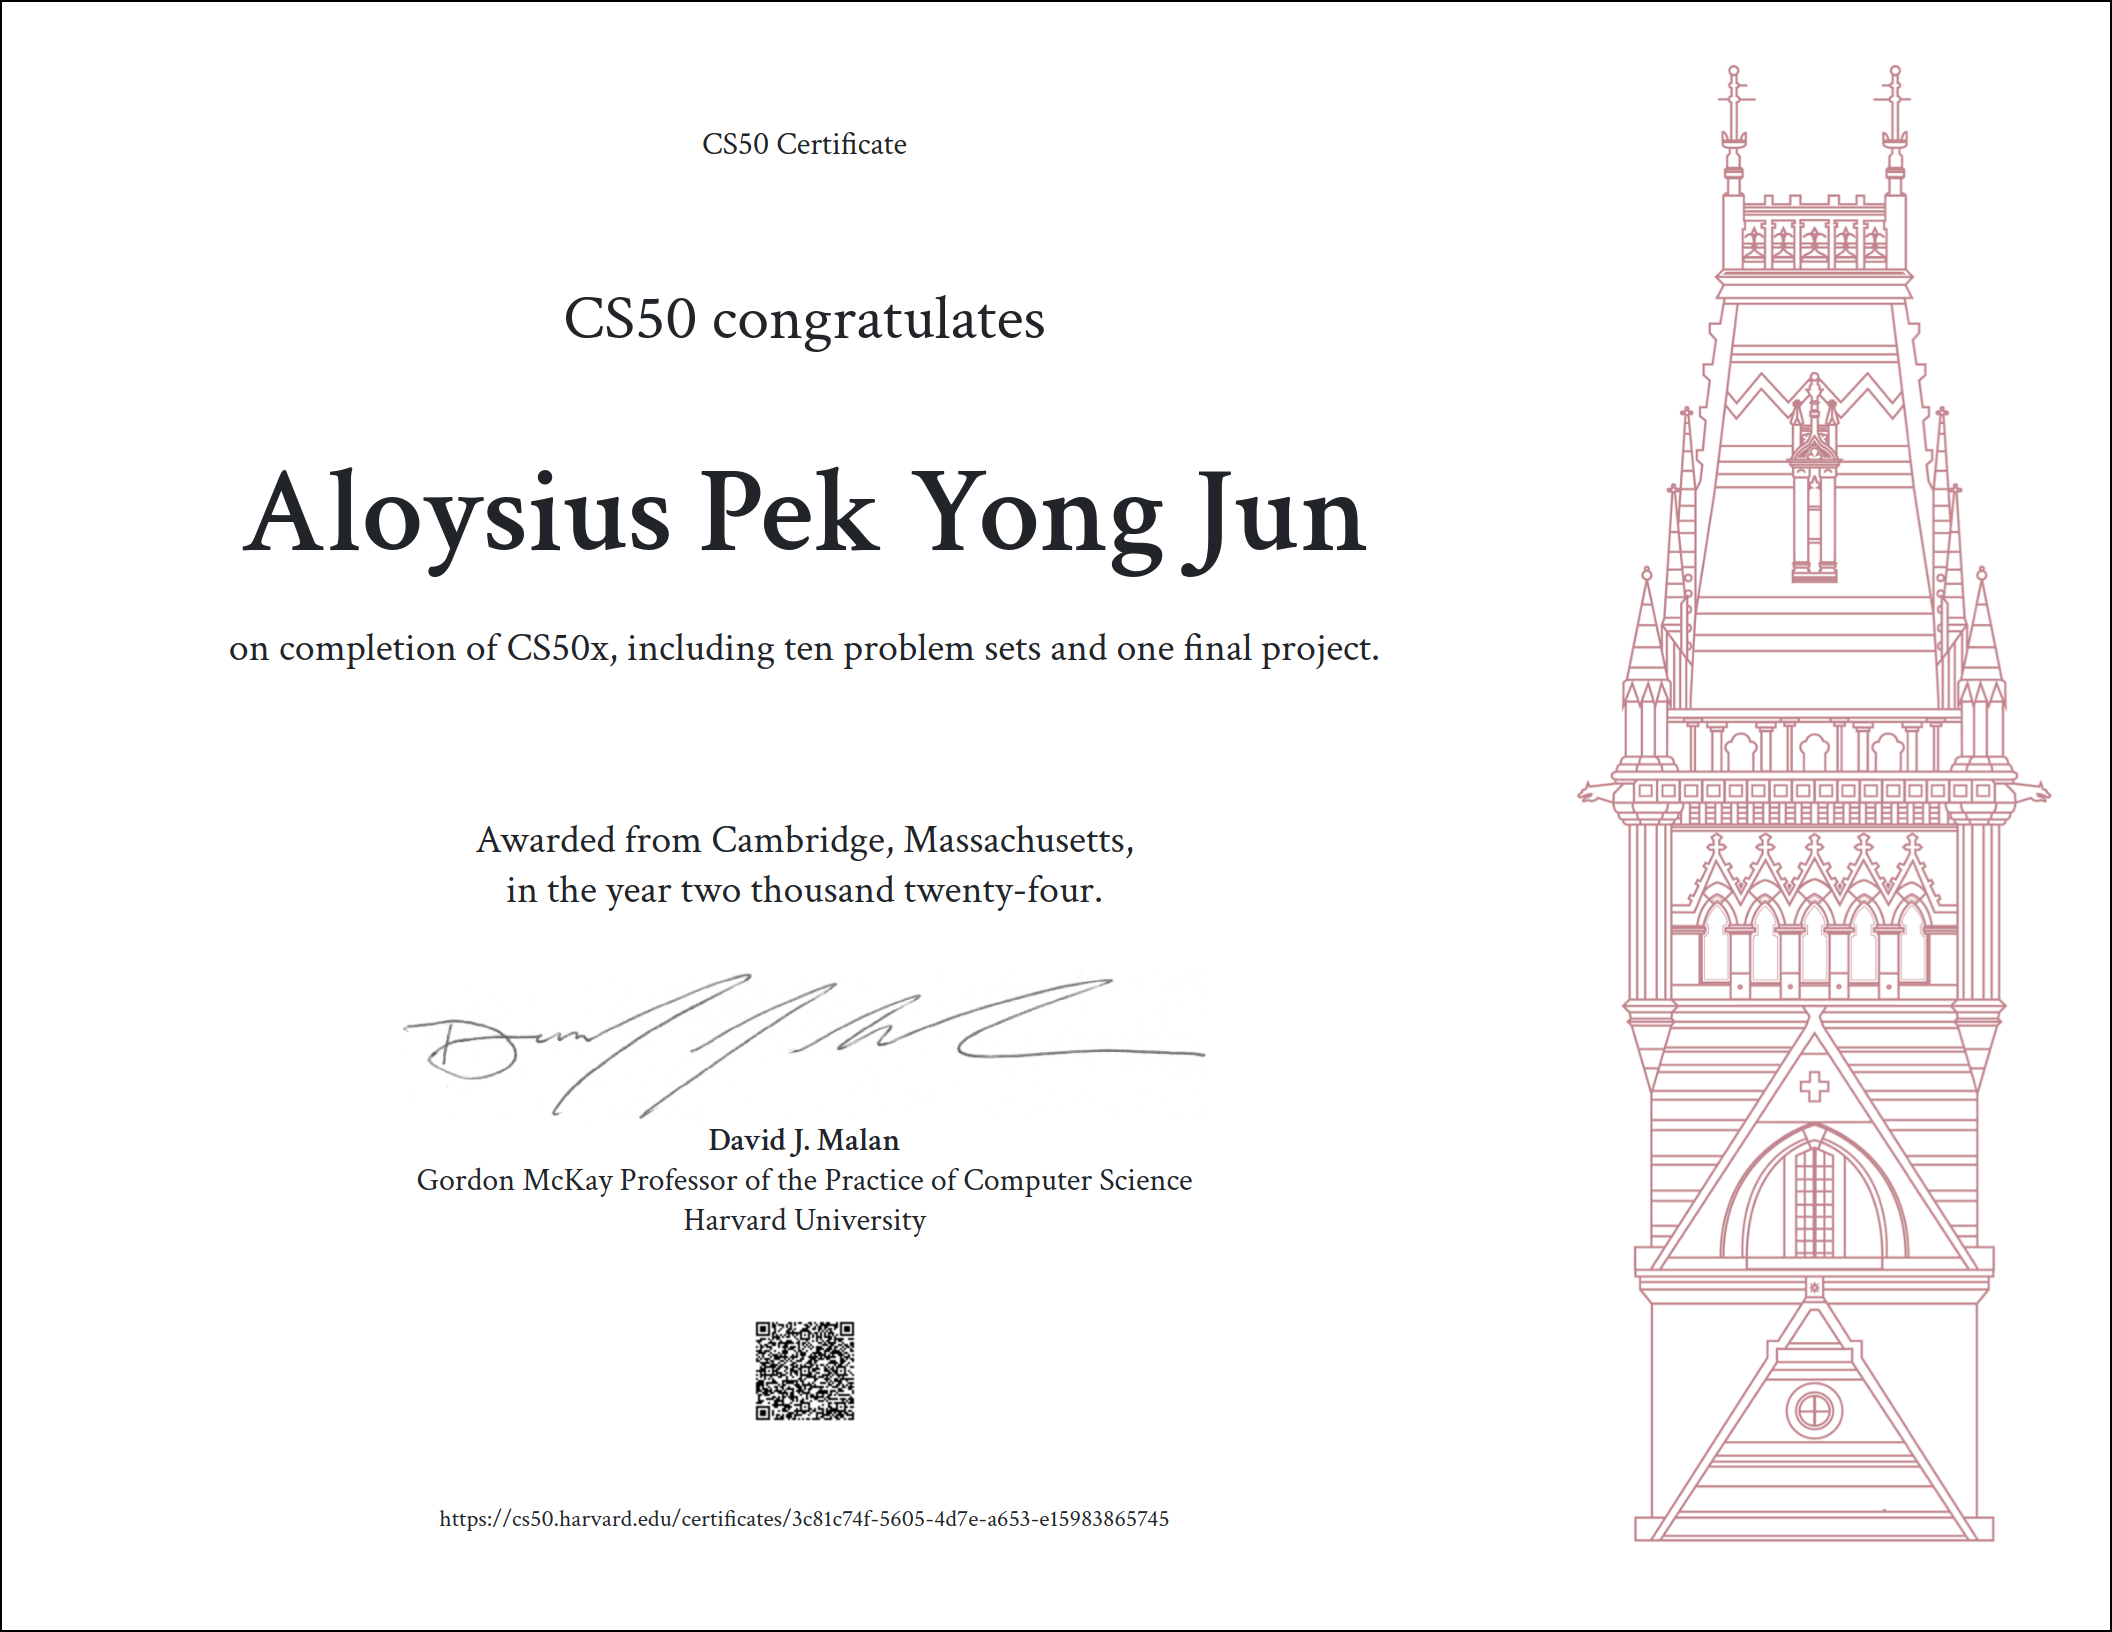 CS50 Certificate
CS50 congratulates
Aloysius Pek Yong Jun
on completion of CS50x, including ten problem sets and one final project.
Awarded from Cambridge, Massachusetts,
in the year two thousand twenty-four.
David J. Malan
Gordon McKay Professor of the Practice of Computer Science
Harvard University
https://cs50.harvard.edu/certificates/3c81c74f-5605-4d7e-a653-e15983865745